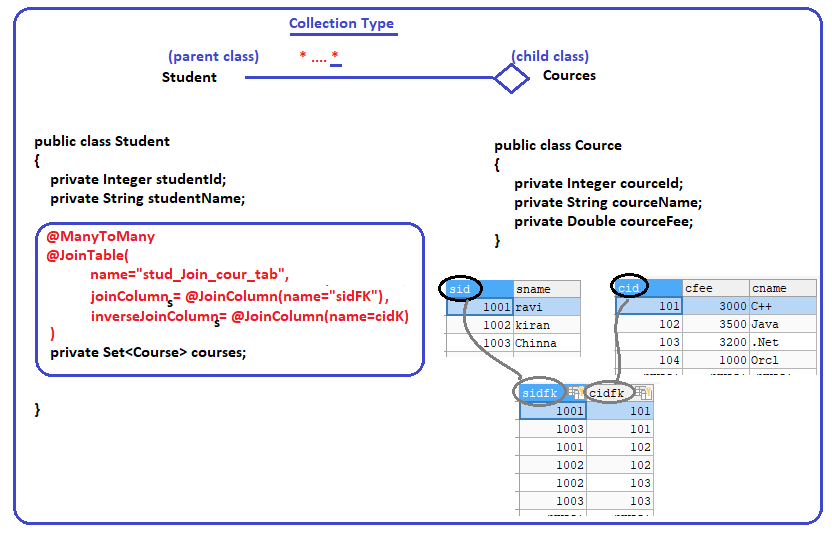 Collection Type
(parent class) * .... * (child class)
Student Cources
public class Student
{
private Integer studentId;
private String studentName;
@ManyToMany
@JoinTable(
name="stud_Join_cour_tab",
joinColumns= @JoinColumn(name="sidFK"),
inverseJoinColumns= @JoinColumn(name=cidK)
)
private Set<Course> courses;
}
public class Cource
{
private Integer courceId;
private String courceName;
private Double courceFee;
}
sid sname
1001 ravi
1002 kiran
1003 Chinna
cid cfee cname
101 3000 C++
102 3500 Java
103 3200 .Net
104 1000 Orcl
sidfk cidfk
1001 101
1003 101
1001 102
1002 102
1002 103
1003 103